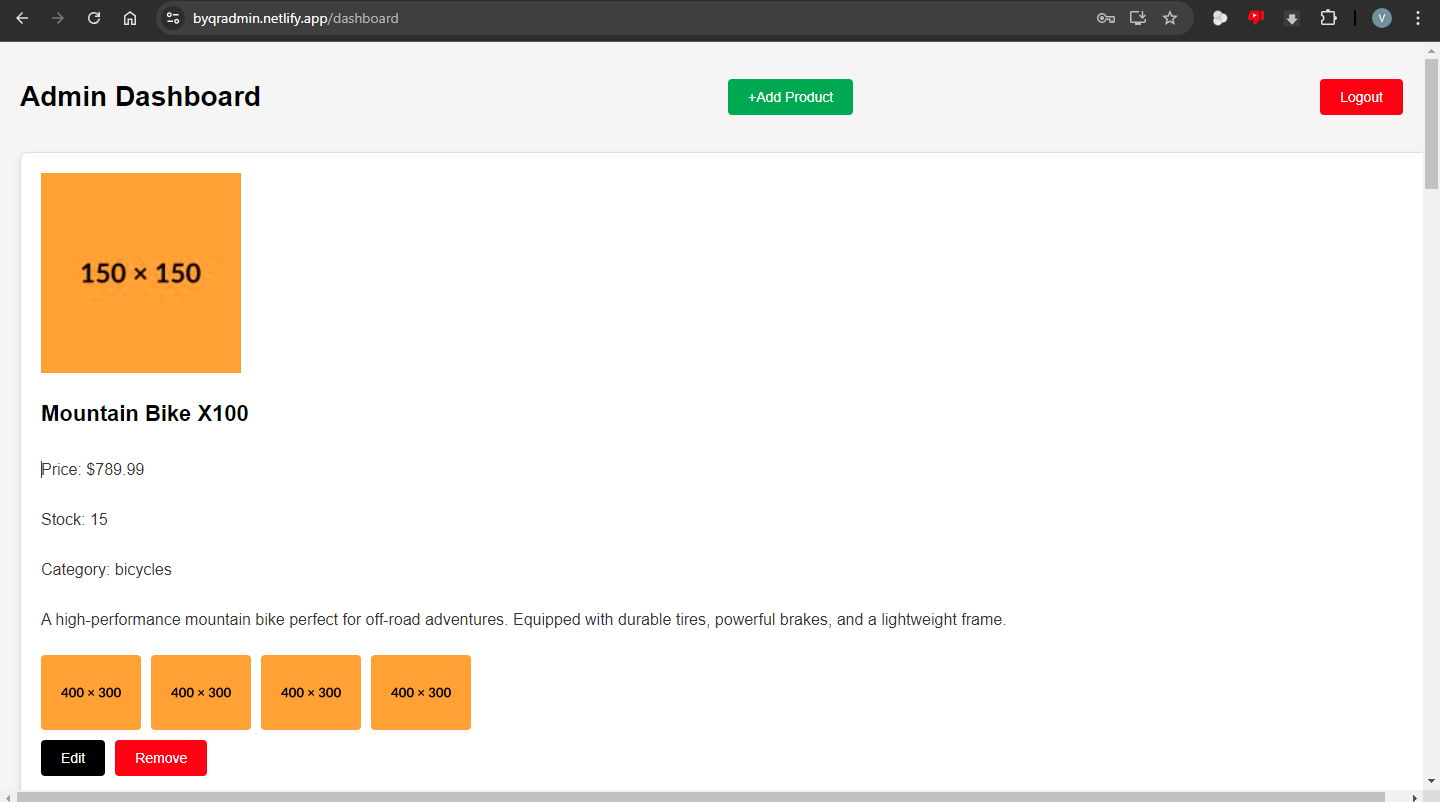 byqradmin.netlify.app/dashboard
V
Admin Dashboard
+Add Product
Logout
150 × 150
Mountain Bike X100
Price: $789.99
Stock: 15
Category: bicycles
A high-performance mountain bike perfect for off-road adventures. Equipped with durable tires, powerful brakes, and a lightweight frame.
400 × 300 400 × 300 400 × 300 400 × 300
Edit Remove